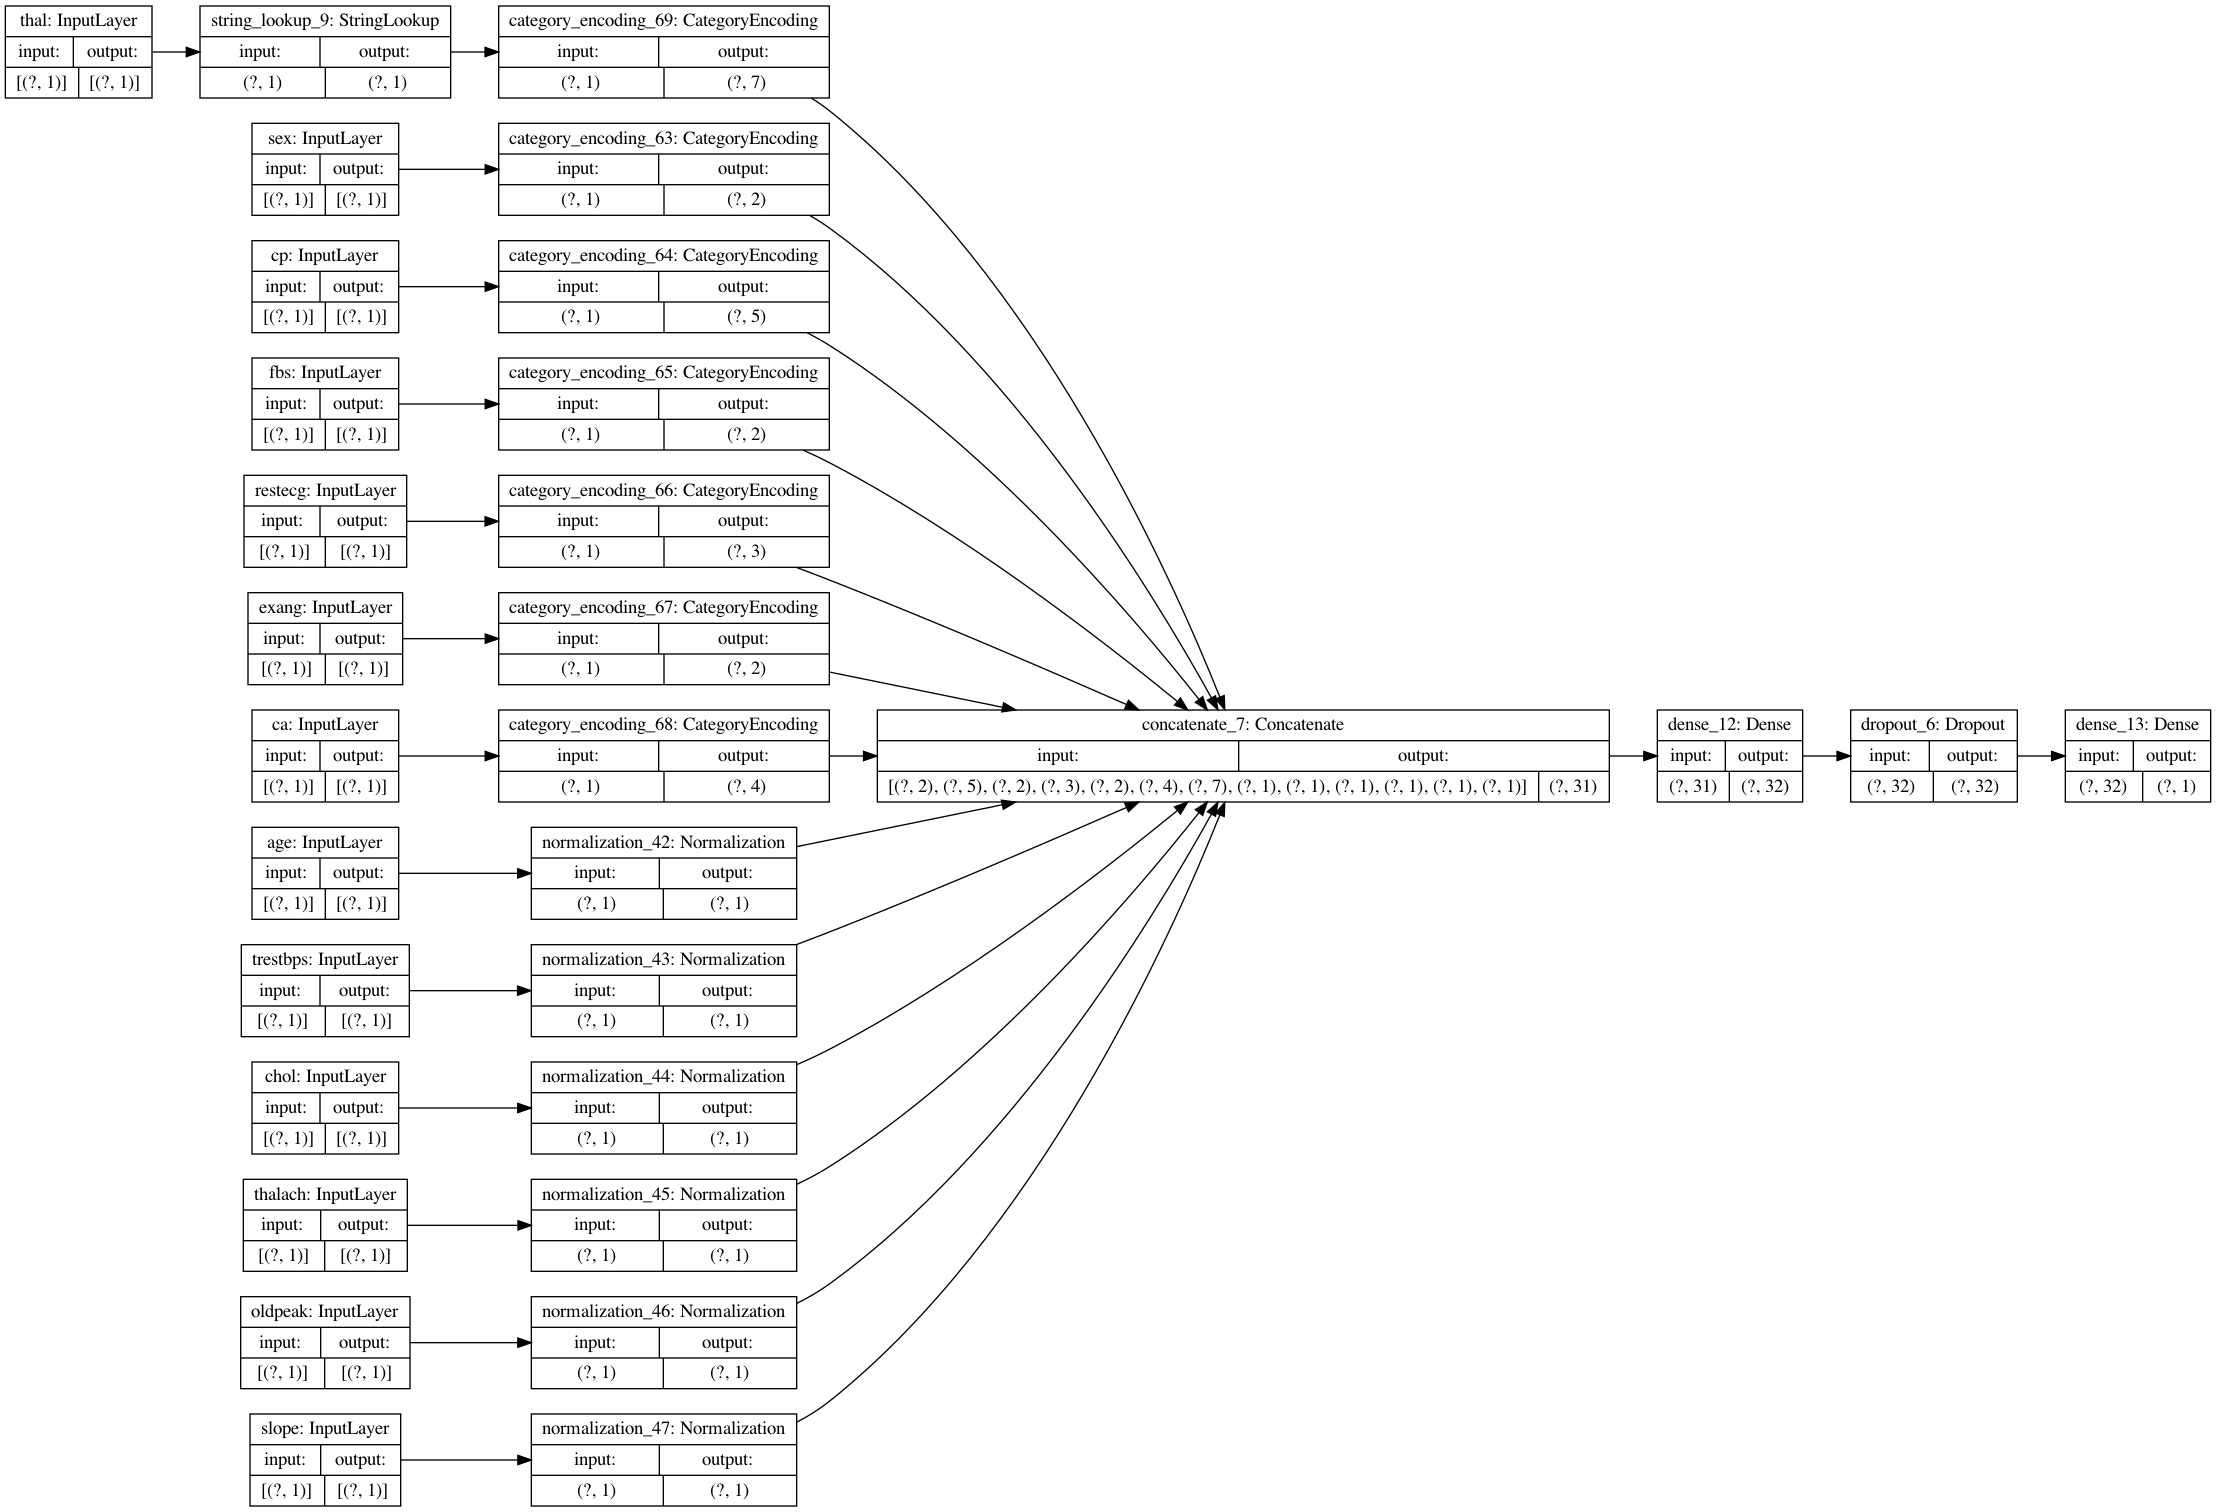 thal: InputLayer
input: output:
[(?, 1)] [(?, 1)]
string_lookup_9: StringLookup
input: output:
(?, 1) (?, 1)
category_encoding_69: CategoryEncoding
input: output:
(?, 1) (?, 7)
sex: InputLayer
input: output:
[(?, 1)] [(?, 1)]
category_encoding_63: CategoryEncoding
input: output:
(?, 1) (?, 2)
cp: InputLayer
input: output:
[(?, 1)] [(?, 1)]
category_encoding_64: CategoryEncoding
input: output:
(?, 1) (?, 5)
fbs: InputLayer
input: output:
[(?, 1)] [(?, 1)]
category_encoding_65: CategoryEncoding
input: output:
(?, 1) (?, 2)
restecg: InputLayer
input: output:
[(?, 1)] [(?, 1)]
category_encoding_66: CategoryEncoding
input: output:
(?, 1) (?, 3)
exang: InputLayer
input: output:
[(?, 1)] [(?, 1)]
category_encoding_67: CategoryEncoding
input: output:
(?, 1) (?, 2)
ca: InputLayer
input: output:
[(?, 1)] [(?, 1)]
category_encoding_68: CategoryEncoding
input: output:
(?, 1) (?, 4)
concatenate_7: Concatenate
input: output:
[(?, 2), (?, 5), (?, 2), (?, 3), (?, 2), (?, 4), (?, 7), (?, 1), (?, 1), (?, 1), (?, 1), (?, 1), (?, 1)] (?, 31)
dense_12: Dense
input: output:
(?, 31) (?, 32)
dropout_6: Dropout
input: output:
(?, 32) (?, 32)
dense_13: Dense
input: output:
(?, 32) (?, 1)
age: InputLayer
input: output:
[(?, 1)] [(?, 1)]
normalization_42: Normalization
input: output:
(?, 1) (?, 1)
trestbps: InputLayer
input: output:
[(?, 1)] [(?, 1)]
normalization_43: Normalization
input: output:
(?, 1) (?, 1)
chol: InputLayer
input: output:
[(?, 1)] [(?, 1)]
normalization_44: Normalization
input: output:
(?, 1) (?, 1)
thalach: InputLayer
input: output:
[(?, 1)] [(?, 1)]
normalization_45: Normalization
input: output:
(?, 1) (?, 1)
oldpeak: InputLayer
input: output:
[(?, 1)] [(?, 1)]
normalization_46: Normalization
input: output:
(?, 1) (?, 1)
slope: InputLayer
input: output:
[(?, 1)] [(?, 1)]
normalization_47: Normalization
input: output:
(?, 1) (?, 1)